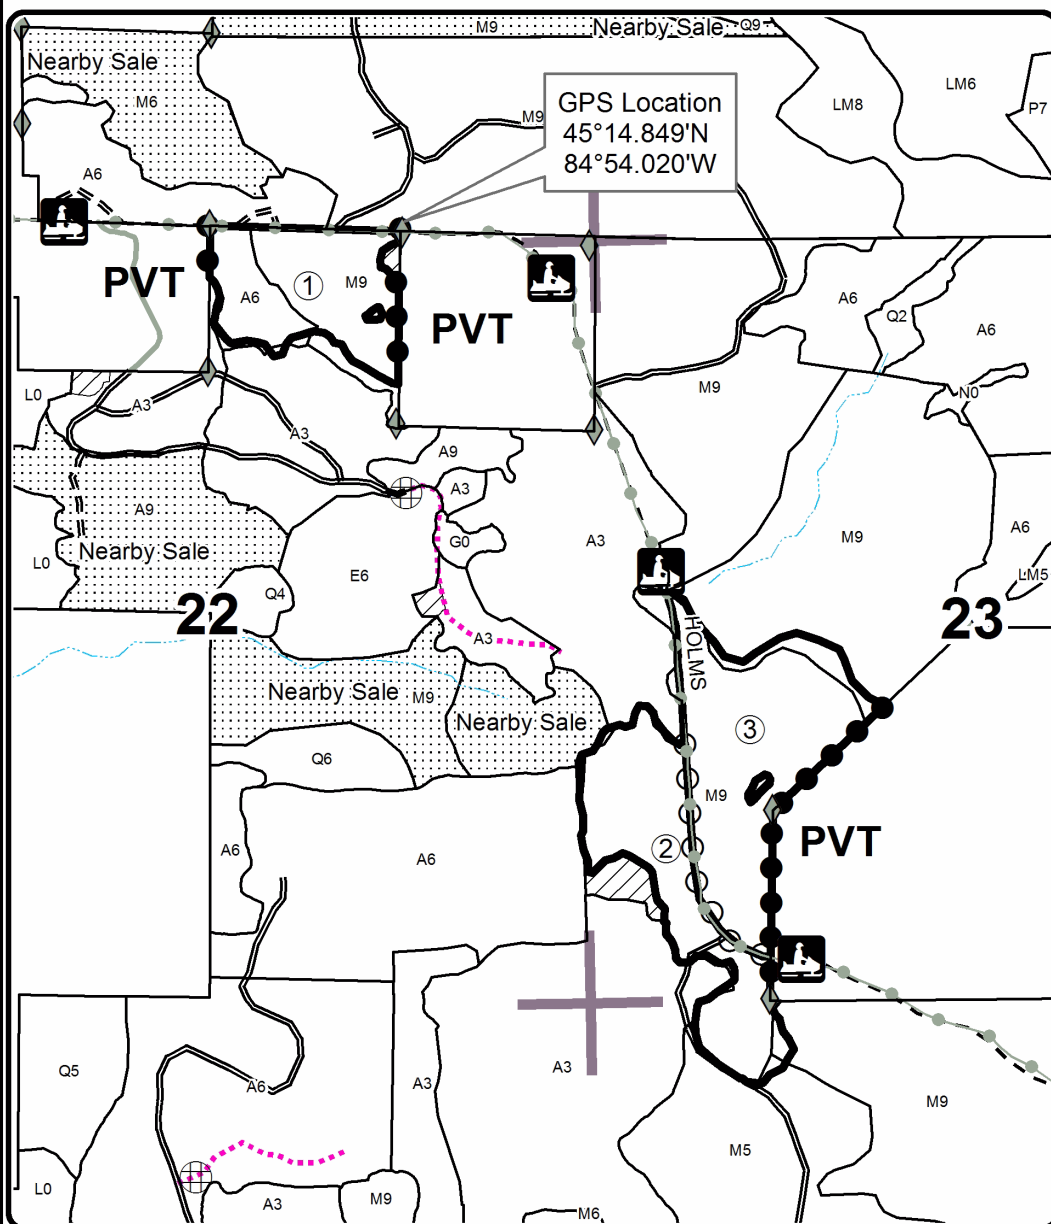 M9
Nearby Sale
Q9
Nearby Sale
M6
LM8
LM6
P7
GPS Location
45°14.849'N
84°54.020'W
M9
A6
PVT
A6
1
M9
PVT
A6
Q2
A6
M9
N0
L0
A3
A3
A9
A3
A9
Nearby Sale
G0
A3
M9
A6
L0
E6
LM5
Q4
22
23
A3
HOLMS
Nearby Sale
M9
Nearby Sale
3
Q6
M9
PVT
2
A6
A6
Q5
A6
A3
A3
M9
M5
L0
A3
M9
M6